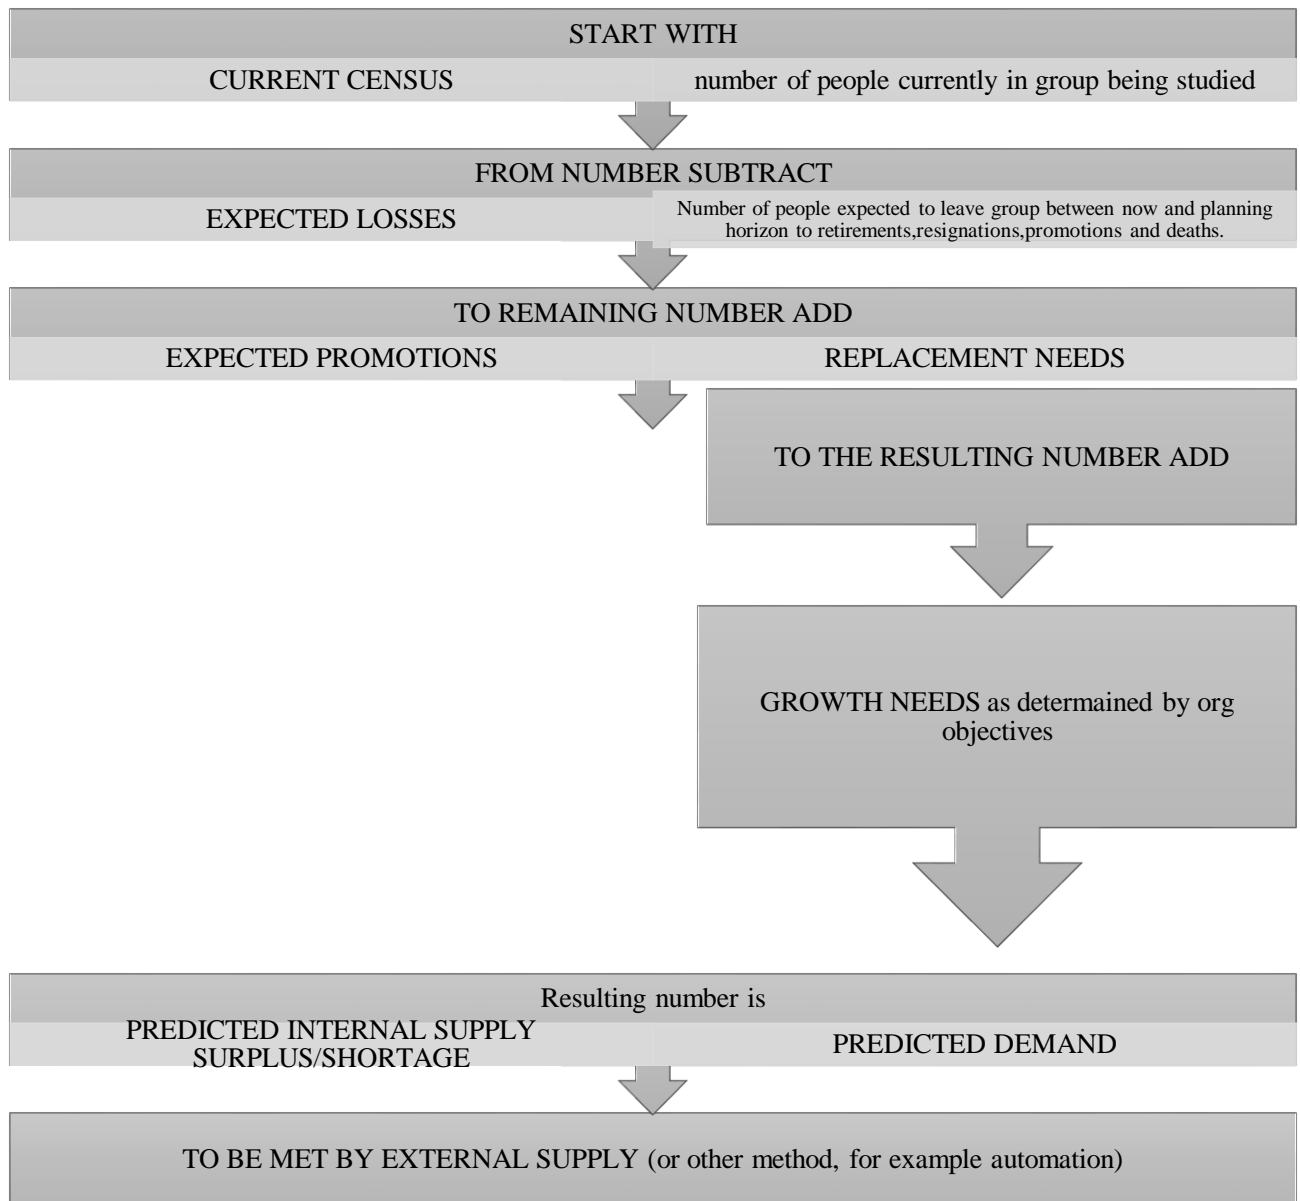 START WITH
CURRENT CENSUS
number of people currently in group being studied
FROM NUMBER SUBTRACT
EXPECTED LOSSES
Number of people expected to leave group between now and planning
horizon to retirements,resignations,promotions and deaths.
TO REMAINING NUMBER ADD
EXPECTED PROMOTIONS
REPLACEMENT NEEDS
TO THE RESULTING NUMBER ADD
GROWTH NEEDS as determained by org
objectives
Resulting number is
PREDICTED INTERNAL SUPPLY
SURPLUS/SHORTAGE
PREDICTED DEMAND
TO BE MET BY EXTERNAL SUPPLY (or other method, for example automation)